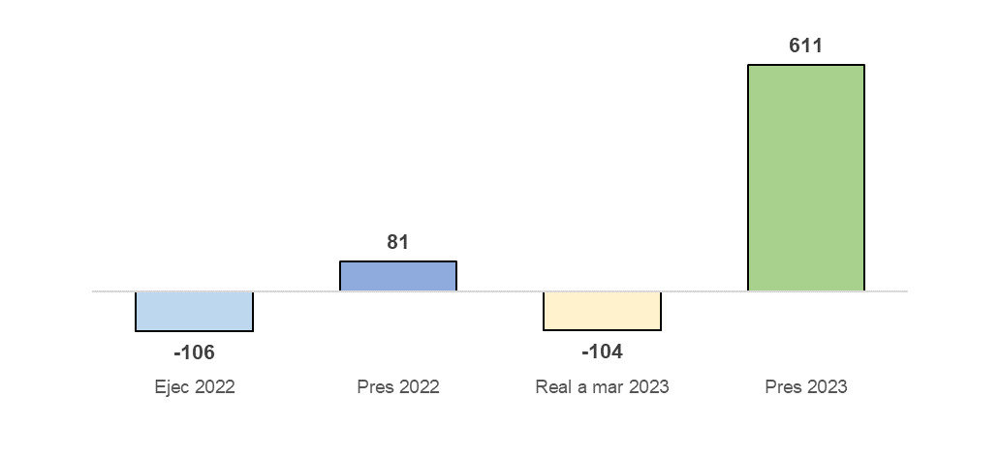 611
81
-106
-104
Ejec 2022
Pres 2022
Real a mar 2023
Pres 2023